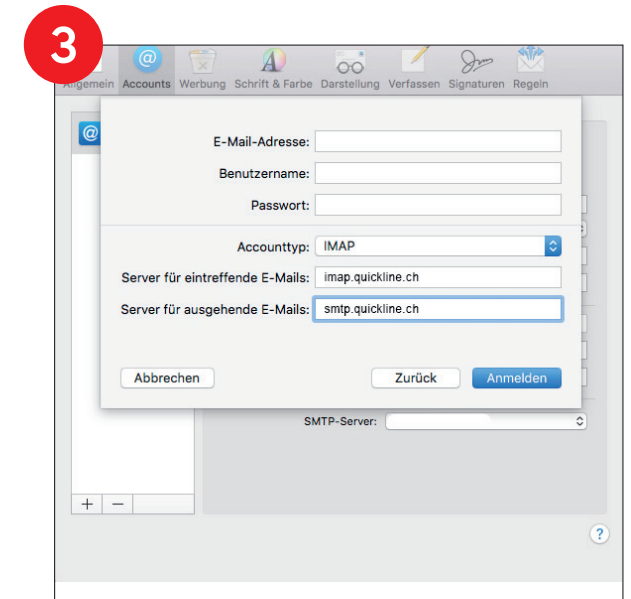 3
Allgemein Accounts Werbung Schrift & Farbe Darstellung Verfassen Signaturen Regeln
E-Mail-Adresse:
Benutzername:
Passwort:
Accounttyp: IMAP
Server für eintreffende E-Mails: imap.quickline.ch
Server für ausgehende E-Mails: smtp.quickline.ch
Abbrechen Zurück Anmelden
SMTP-Server:
+ −
?